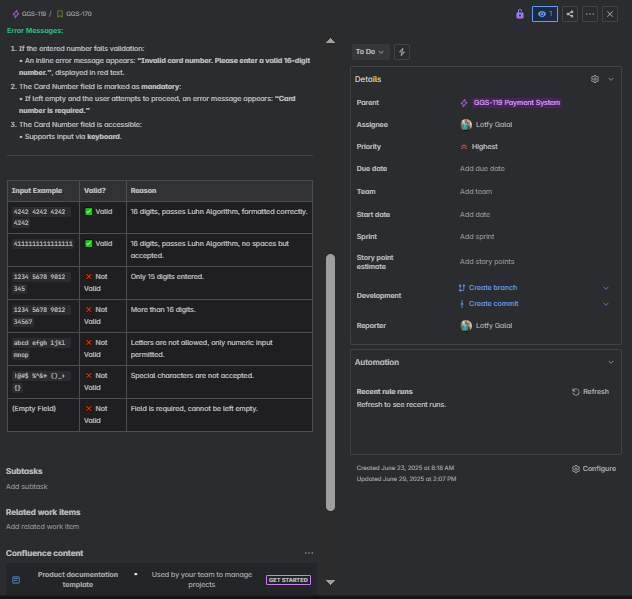 GGS-119 / GGS-170
1
Error Messages:
1. If the entered number fails validation:
• An inline error message appears: "Invalid card number. Please enter a valid 16-digit
number.", displayed in red text.
2. The Card Number field is marked as mandatory:
• If left empty and the user attempts to proceed, an error message appears: "Card
number is required."
3. The Card Number field is accessible:
• Supports input via keyboard.
Input Example Valid? Reason
4242 4242 4242
4242
Valid
16 digits, passes Luhn Algorithm, formatted correctly.
4111111111111111
Valid
16 digits, passes Luhn Algorithm, no spaces but
accepted.
1234 5678 9812
345
Not
Valid
Only 15 digits entered.
1234 5678 9812
34567
Not
Valid
More than 16 digits.
abcd efgh ijkl
mnop
Not
Valid
Letters are not allowed, only numeric input
permitted.
!@#$ %^&* ()_+
{}
Not
Valid
Special characters are not accepted.
(Empty Field)
Not
Valid
Field is required, cannot be left empty.
Subtasks
Add subtask
Related work items
Add related work item
Confluence content
Product documentation
template
•
Used by your team to manage
projects
GET STARTED
To Do
Details
Parent GGS-119 Payment System
Assignee Lotfy Galal
Priority Highest
Due date Add due date
Team Add team
Start date Add date
Sprint Add sprint
Story point
estimate
Add story points
Development
Create branch
Create commit
Reporter Lotfy Galal
Automation
Recent rule runs Refresh
Refresh to see recent runs.
Created June 23, 2025 at 8:18 AM
Updated June 29, 2025 at 2:07 PM
Configure